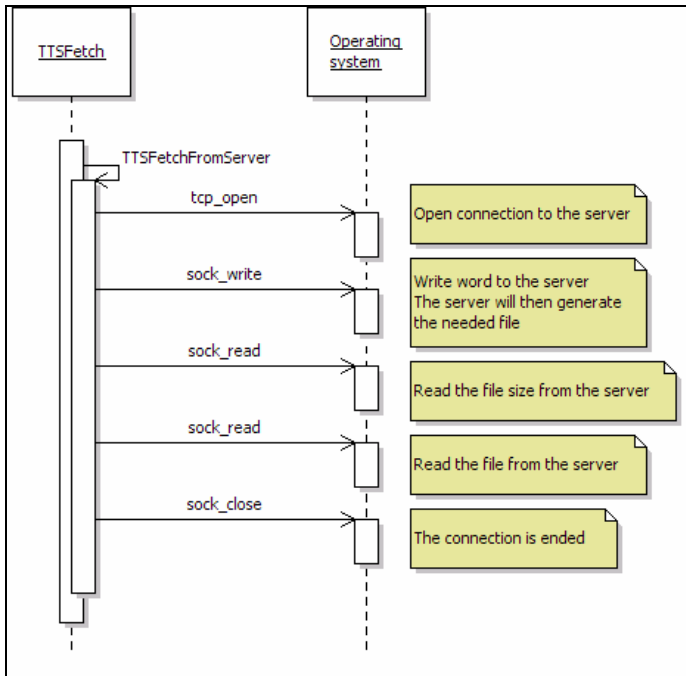 TTSFetch
Operating
system
TTSFetchFromServer
tcp_open
Open connection to the server
sock_write
Write word to the server
The server will then generate
the needed file
sock_read
Read the file size from the server
sock_read
Read the file from the server
sock_close
The connection is ended